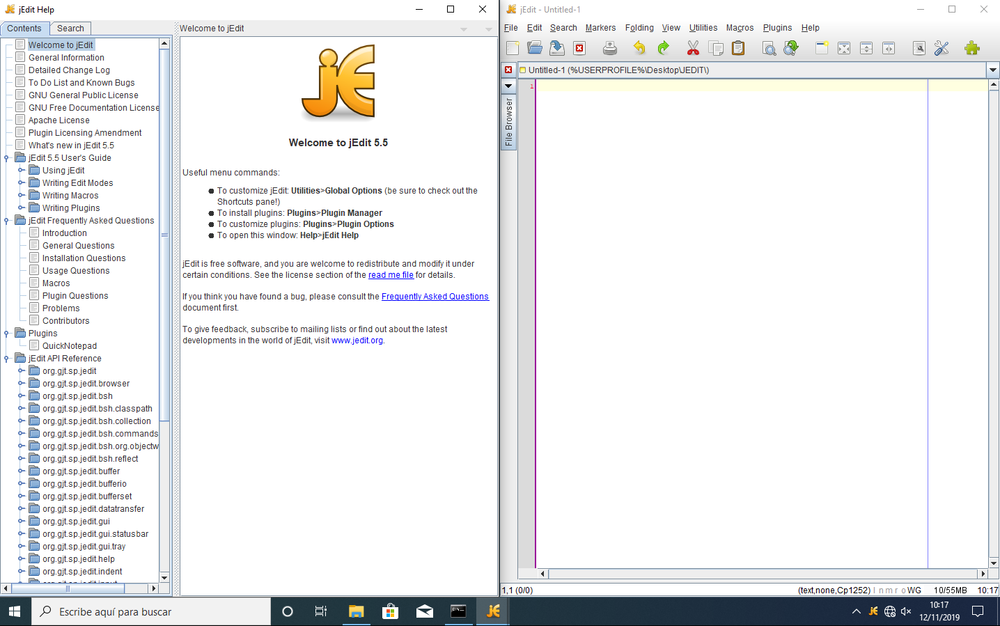 jEdit Help
Contents
Search
Welcome to jEdit
General Information
Detailed Change Log
To Do List and Known Bugs
GNU General Public License
GNU Free Documentation License
Apache License
Plugin Licensing Amendment
What's new in jEdit 5.5
jEdit 5.5 User's Guide
Using jEdit
Writing Edit Modes
Writing Macros
Writing Plugins
jEdit Frequently Asked Questions
Introduction
General Questions
Installation Questions
Usage Questions
Macros
Plugin Questions
Problems
Contributors
Plugins
QuickNotepad
jEdit API Reference
org.gjt.sp.jedit
org.gjt.sp.jedit.browser
org.gjt.sp.jedit.bsh
org.gjt.sp.jedit.bsh.classpath
org.gjt.sp.jedit.bsh.collection
org.gjt.sp.jedit.bsh.commands
org.gjt.sp.jedit.bsh.org.objectw
org.gjt.sp.jedit.bsh.reflect
org.gjt.sp.jedit.buffer
org.gjt.sp.jedit.bufferio
org.gjt.sp.jedit.bufferset
org.gjt.sp.jedit.datatransfer
org.gjt.sp.jedit.gui
org.gjt.sp.jedit.gui.statusbar
org.gjt.sp.jedit.gui.tray
org.gjt.sp.jedit.help
org.gjt.sp.jedit.indent
Welcome to jEdit
jE
Welcome to jEdit 5.5
Useful menu commands:
To customize jEdit: Utilities>Global Options (be sure to check out the
Shortcuts pane!)
To install plugins: Plugins>Plugin Manager
To customize plugins: Plugins>Plugin Options
To open this window: Help>jEdit Help
jEdit is free software, and you are welcome to redistribute and modify it under
certain conditions. See the license section of the read me file for details.
If you think you have found a bug, please consult the Frequently Asked Questions
document first.
To give feedback, subscribe to mailing lists or find out about the latest
developments in the world of jEdit, visit www.jedit.org.
jEdit - Untitled-1
File Edit Search Markers Folding View Utilities Macros Plugins Help
Untitled-1 (%USERPROFILE%\Desktop\JEDIT\)
File Browser
1
1,1 (0/0)
(text,none,Cp1252) l n m r o WG 10/55MB 10:17
Escribe aquí para buscar
10:17
12/11/2019